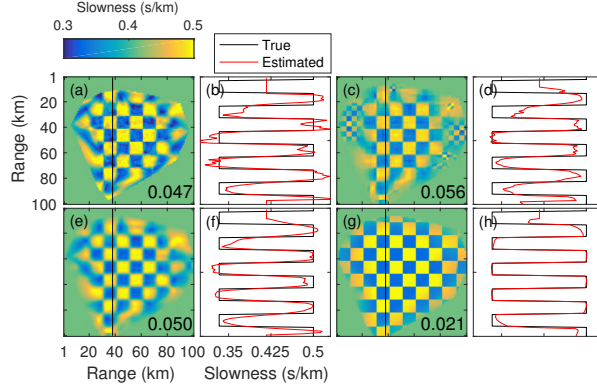 Slowness (s/km)
0.3 0.4 0.5
True
Estimated
(a) (b) (c) (d)
1
20
40
60
80
100
Range (km)
0.047 0.056
(e) (f) (g) (h)
0.050 0.021
1 20 40 60 80 100
0.35 0.425 0.5
Range (km) Slowness (s/km)